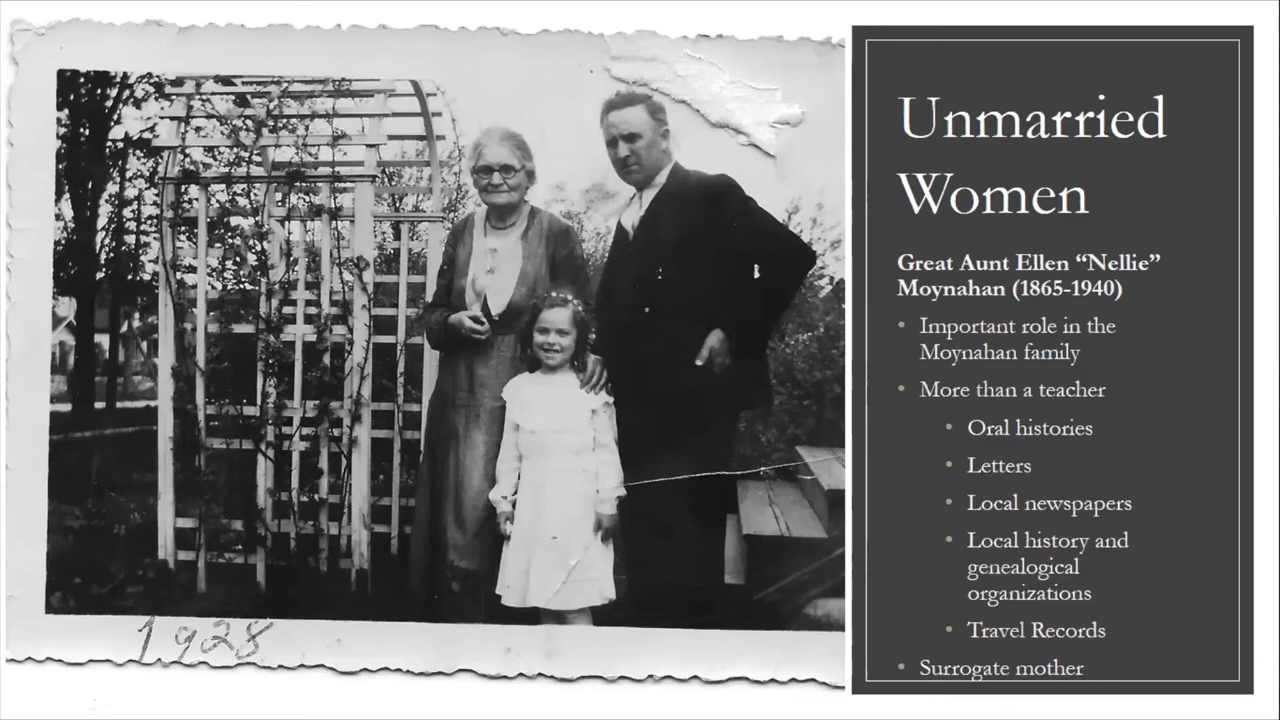 Unmarried
Women
Great Aunt Ellen “Nellie”
Moynahan (1865-1940)
• Important role in the
Moynahan family
• More than a teacher
• Oral histories
• Letters
• Local newspapers
• Local history and
genealogical
organizations
• Travel Records
• Surrogate mother
1928